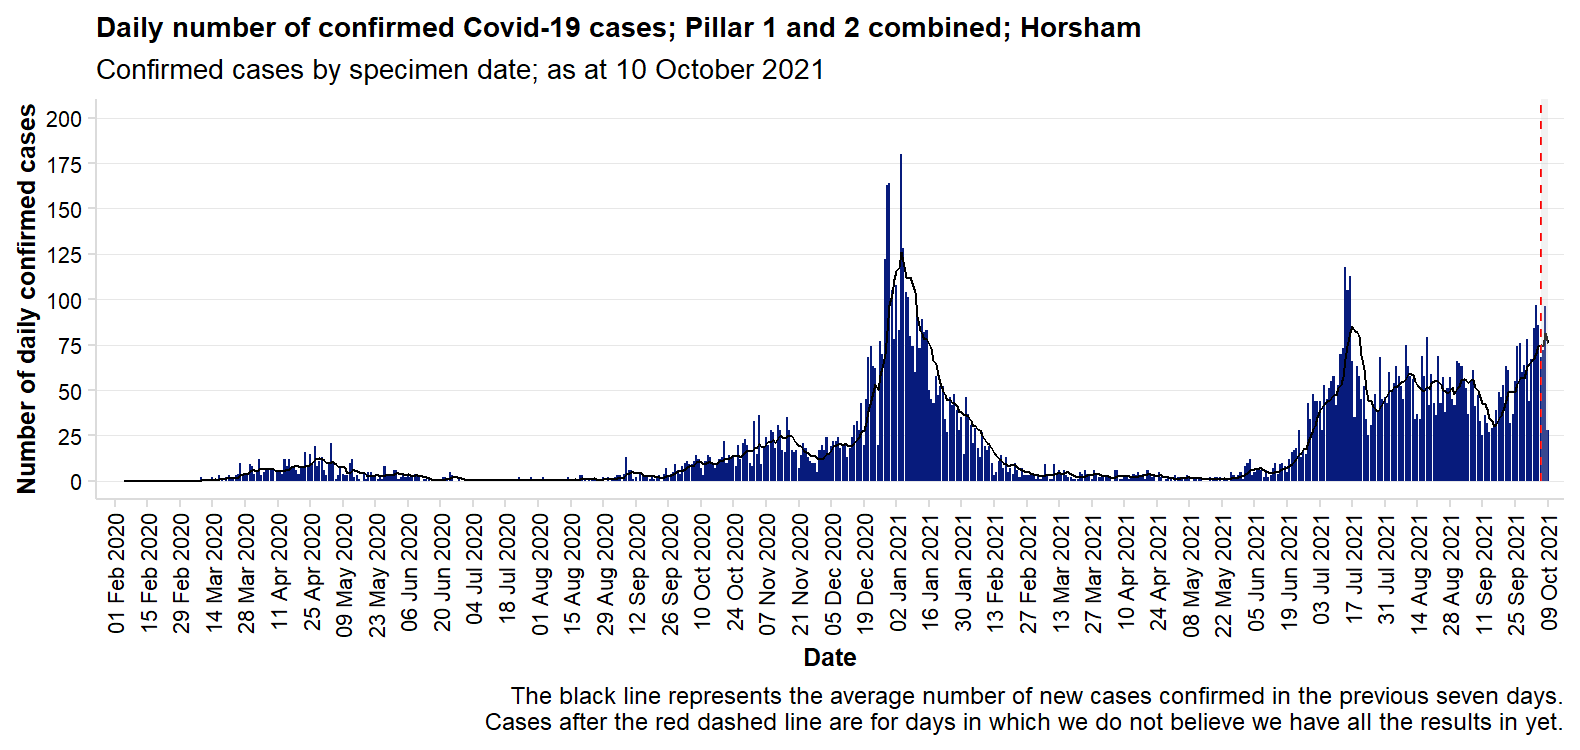 Daily number of confirmed Covid-19 cases; Pillar 1 and 2 combined; Horsham
Confirmed cases by specimen date; as at 10 October 2021
Number of daily confirmed cases
200
175
150
125
100
75
50
25
0
01 Feb 2020
15 Feb 2020
29 Feb 2020
14 Mar 2020
28 Mar 2020
11 Apr 2020
25 Apr 2020
09 May 2020
23 May 2020
06 Jun 2020
20 Jun 2020
04 Jul 2020
18 Jul 2020
01 Aug 2020
15 Aug 2020
29 Aug 2020
12 Sep 2020
26 Sep 2020
10 Oct 2020
24 Oct 2020
07 Nov 2020
21 Nov 2020
05 Dec 2020
19 Dec 2020
02 Jan 2021
16 Jan 2021
30 Jan 2021
13 Feb 2021
27 Feb 2021
13 Mar 2021
27 Mar 2021
10 Apr 2021
24 Apr 2021
08 May 2021
22 May 2021
05 Jun 2021
19 Jun 2021
03 Jul 2021
17 Jul 2021
31 Jul 2021
14 Aug 2021
28 Aug 2021
11 Sep 2021
25 Sep 2021
09 Oct 2021
Date
The black line represents the average number of new cases confirmed in the previous seven days.
Cases after the red dashed line are for days in which we do not believe we have all the results in yet.